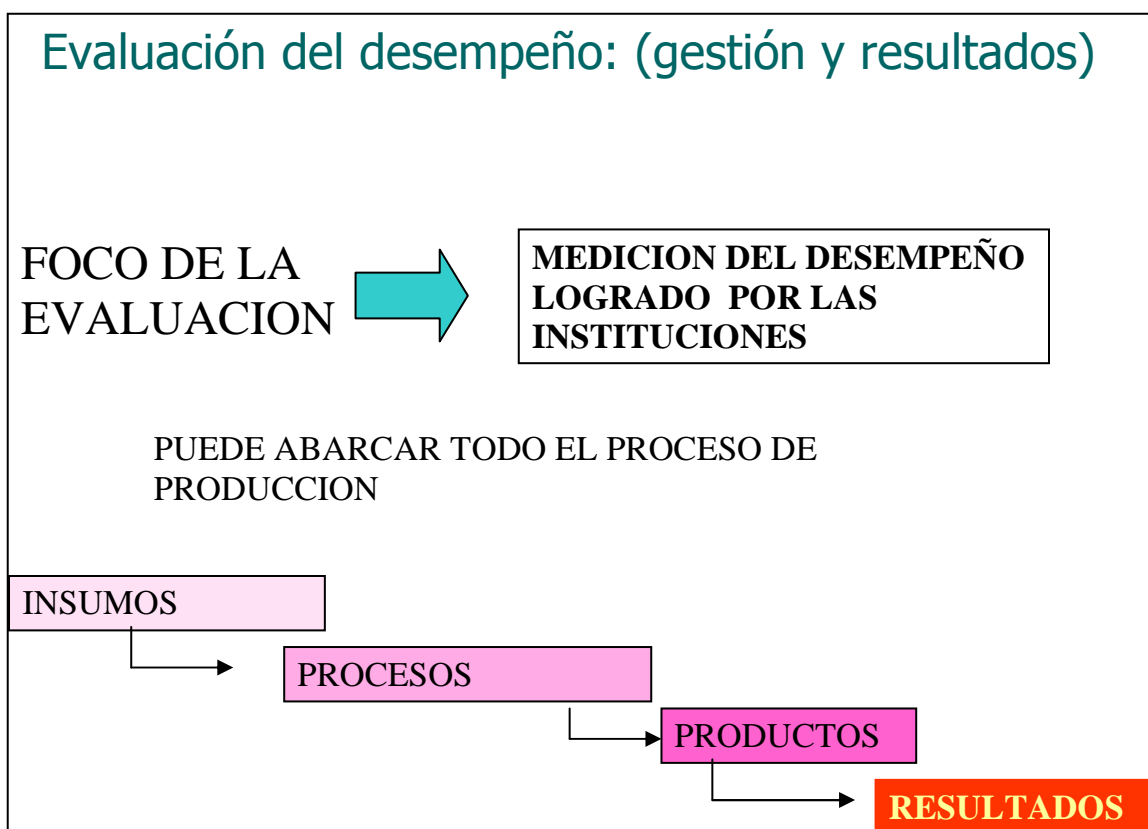 Evaluación del desempeño: (gestión y resultados)
FOCO DE LA
EVALUACION
MEDICION DEL DESEMPEÑO
LOGRADO POR LAS
INSTITUCIONES
PUEDE ABARCAR TODO EL PROCESO DE
PRODUCCION
INSUMOS
PROCESOS
PRODUCTOS
RESULTADOS